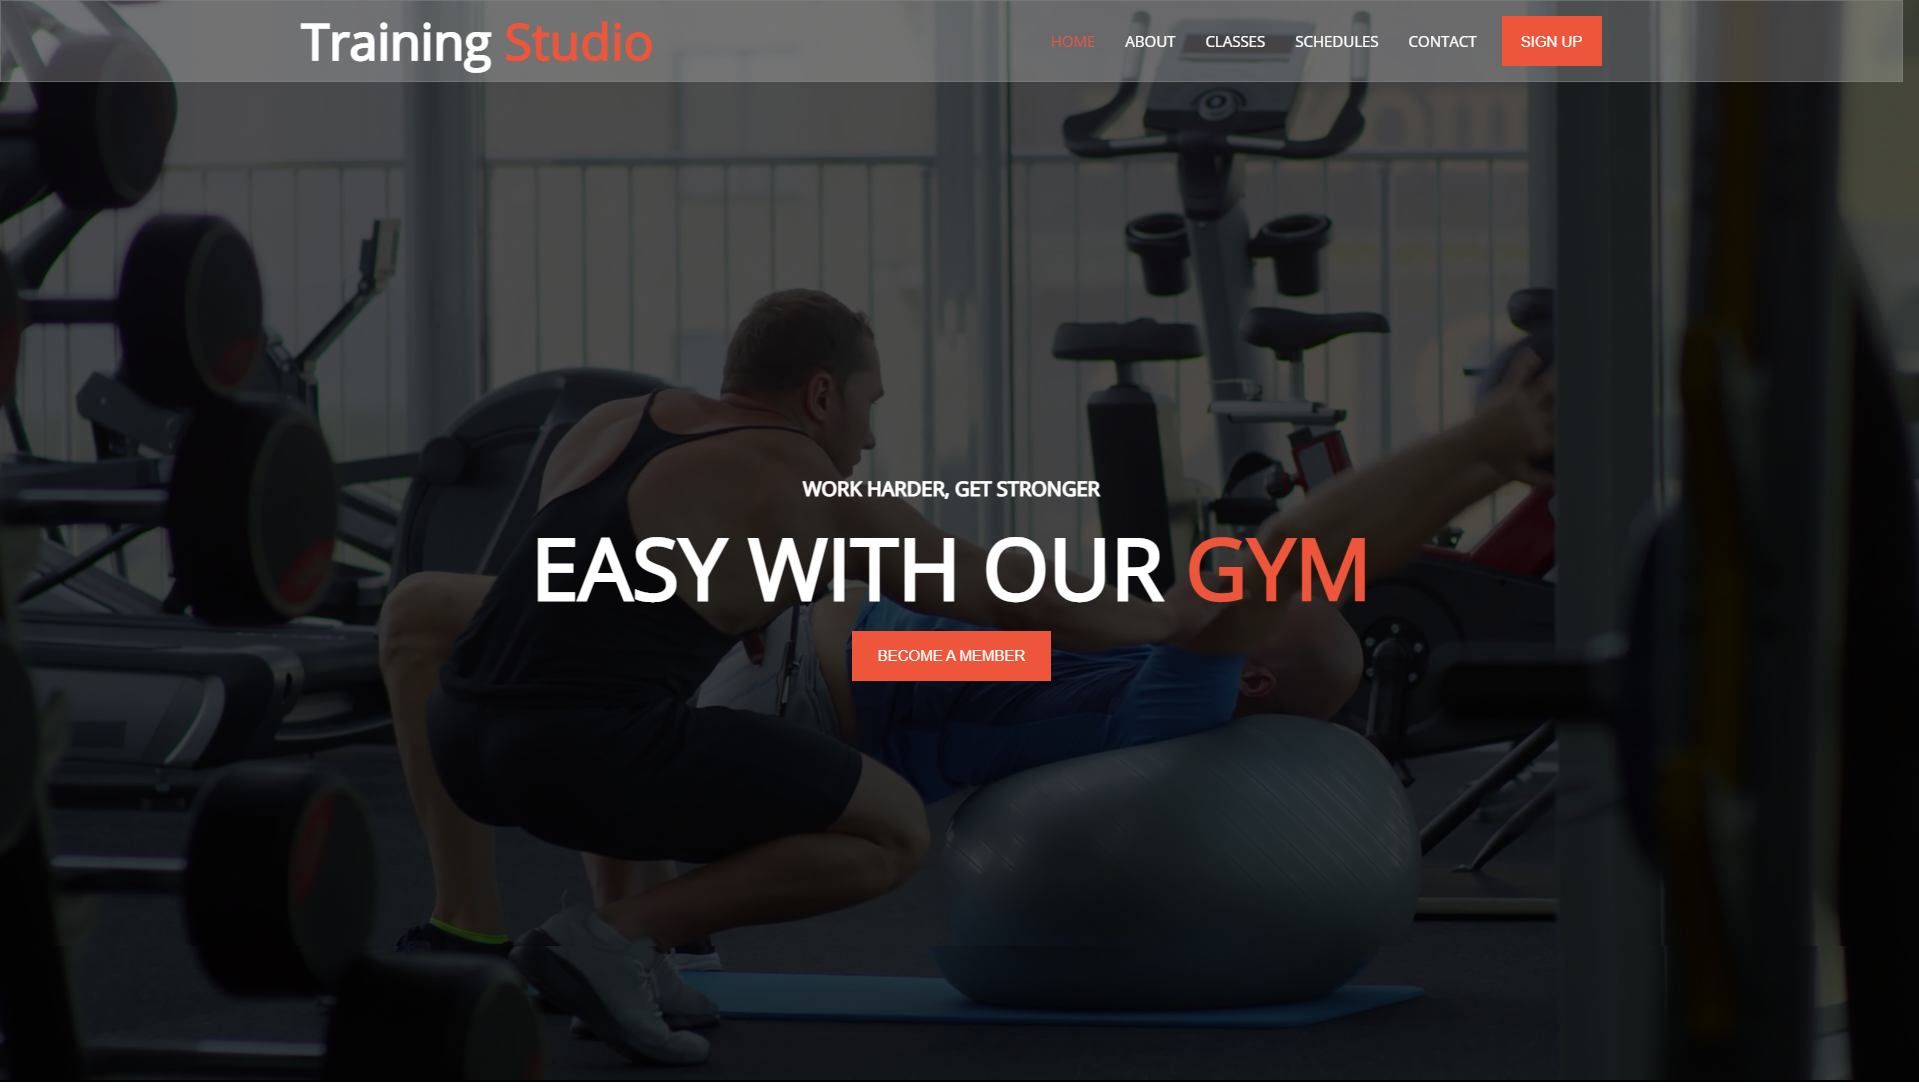 Training Studio
HOME ABOUT CLASSES SCHEDULES CONTACT SIGN UP
WORK HARDER, GET STRONGER
EASY WITH OUR GYM
BECOME A MEMBER